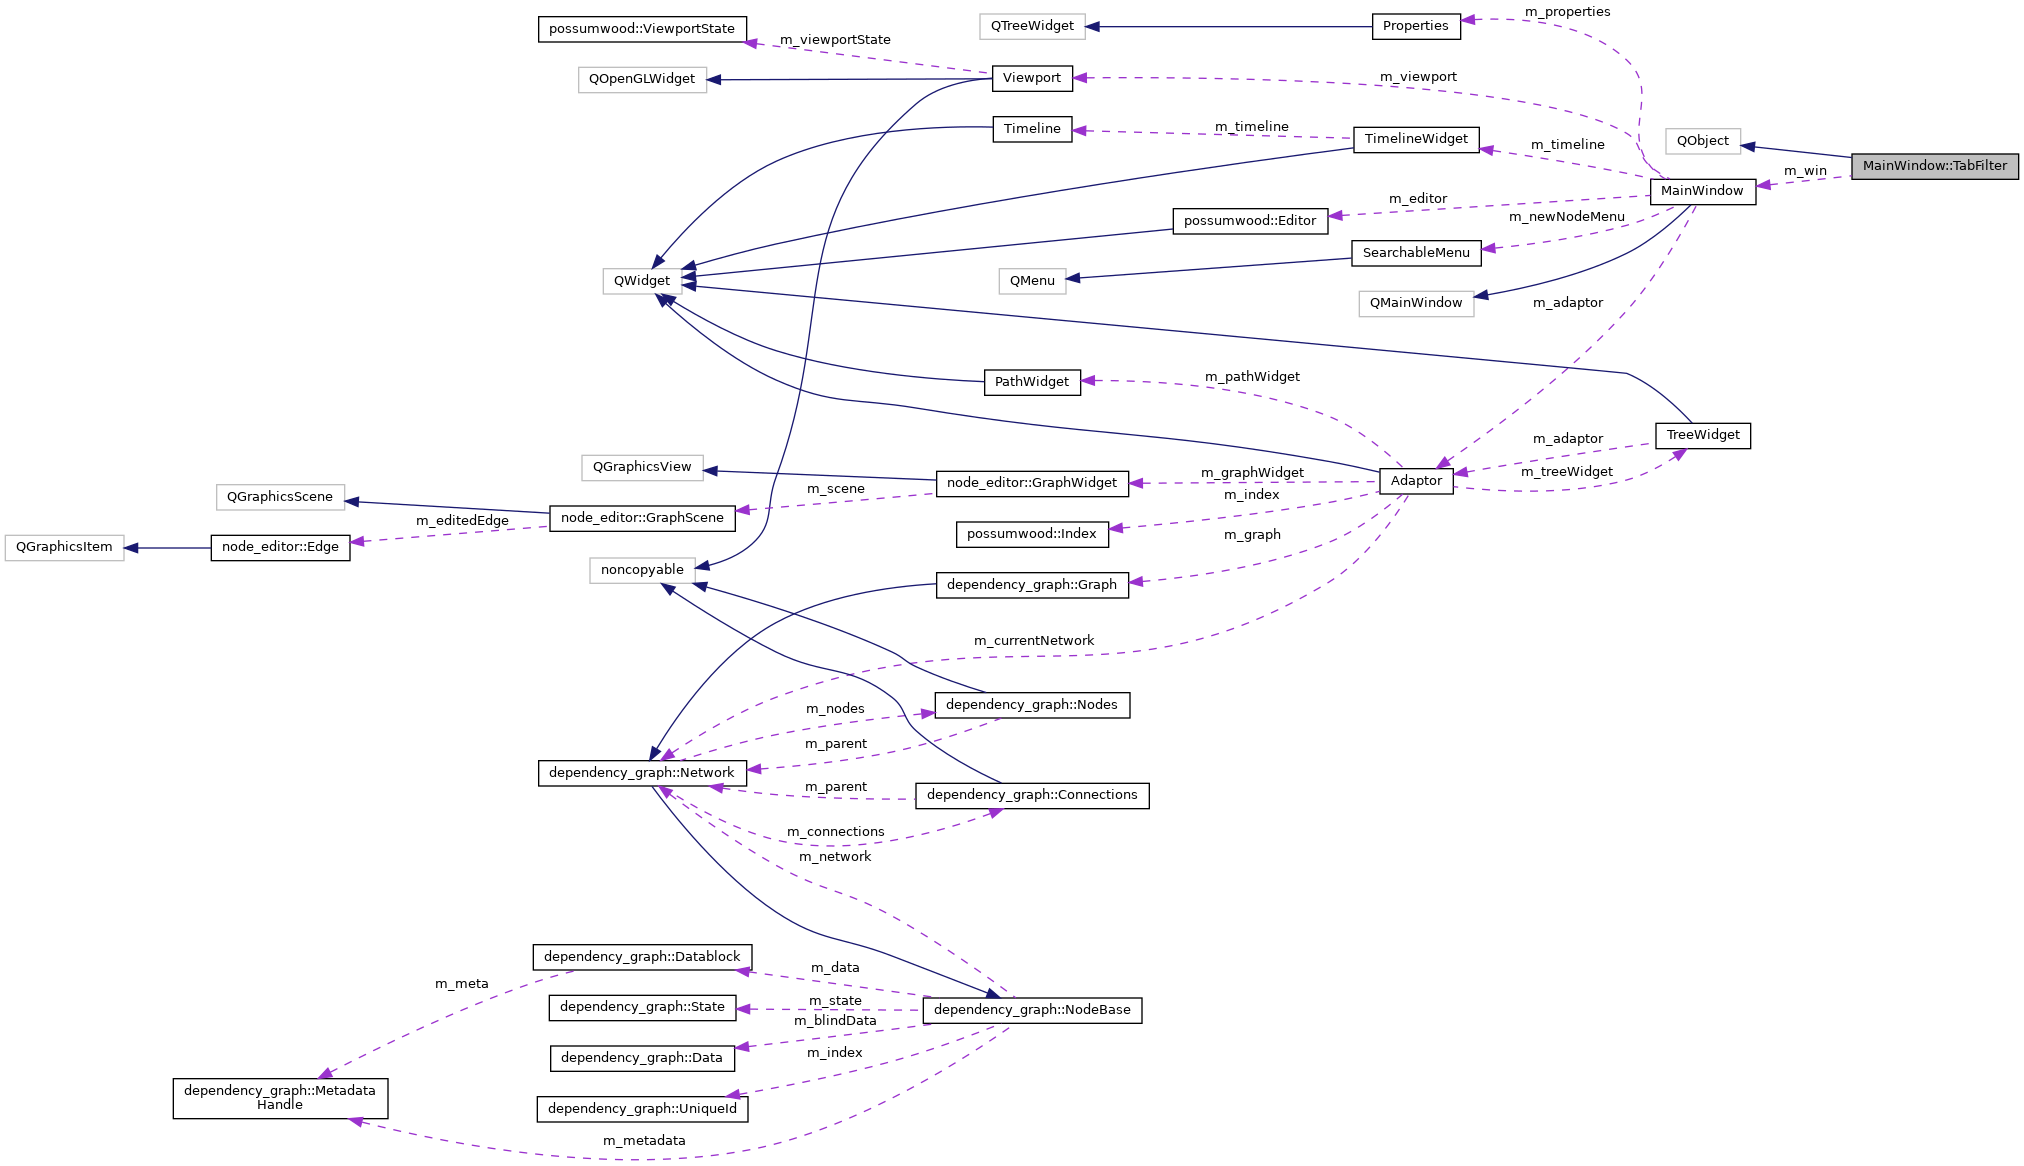 m_properties
possumwood::ViewportState
QTreeWidget
Properties
m_viewportState
QOpenGLWidget
Viewport
m_viewport
Timeline
m_timeline
TimelineWidget
m_timeline
QObject
MainWindow::TabFilter
m_win
MainWindow
m_editor
possumwood::Editor
m_newNodeMenu
SearchableMenu
QWidget
QMenu
QMainWindow
m_adaptor
PathWidget
m_pathWidget
TreeWidget
m_adaptor
m_treeWidget
QGraphicsView
node_editor::GraphWidget
m_graphWidget
Adaptor
m_scene
m_index
QGraphicsScene
node_editor::GraphScene
m_editedEdge
possumwood::Index
m_graph
QGraphicsItem
node_editor::Edge
noncopyable
dependency_graph::Graph
m_currentNetwork
m_nodes
dependency_graph::Nodes
m_parent
dependency_graph::Network
m_parent
dependency_graph::Connections
m_connections
m_network
dependency_graph::Datablock
m_data
m_meta
dependency_graph::State
m_state
dependency_graph::NodeBase
m_blindData
dependency_graph::Data
m_index
dependency_graph::Metadata
Handle
dependency_graph::UniqueId
m_metadata